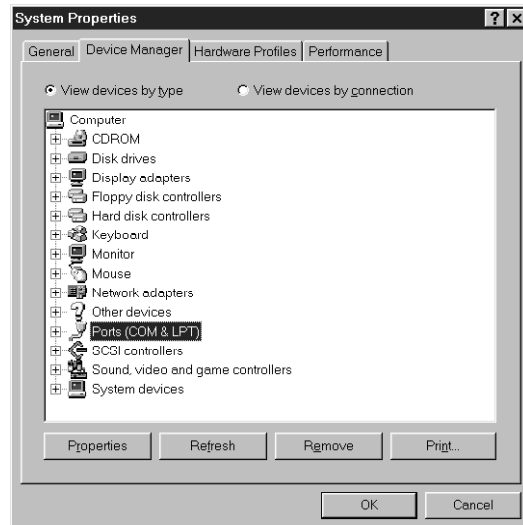 System Properties
General Device Manager Hardware Profiles Performance
View devices by type View devices by connection
Computer
CDROM
Disk drives
Display adapters
Floppy disk controllers
Hard disk controllers
Keyboard
Monitor
Mouse
Network adapters
Other devices
Ports (COM & LPT)
SCSI controllers
Sound, video and game controllers
System devices
Properties Refresh Remove Print...
OK Cancel